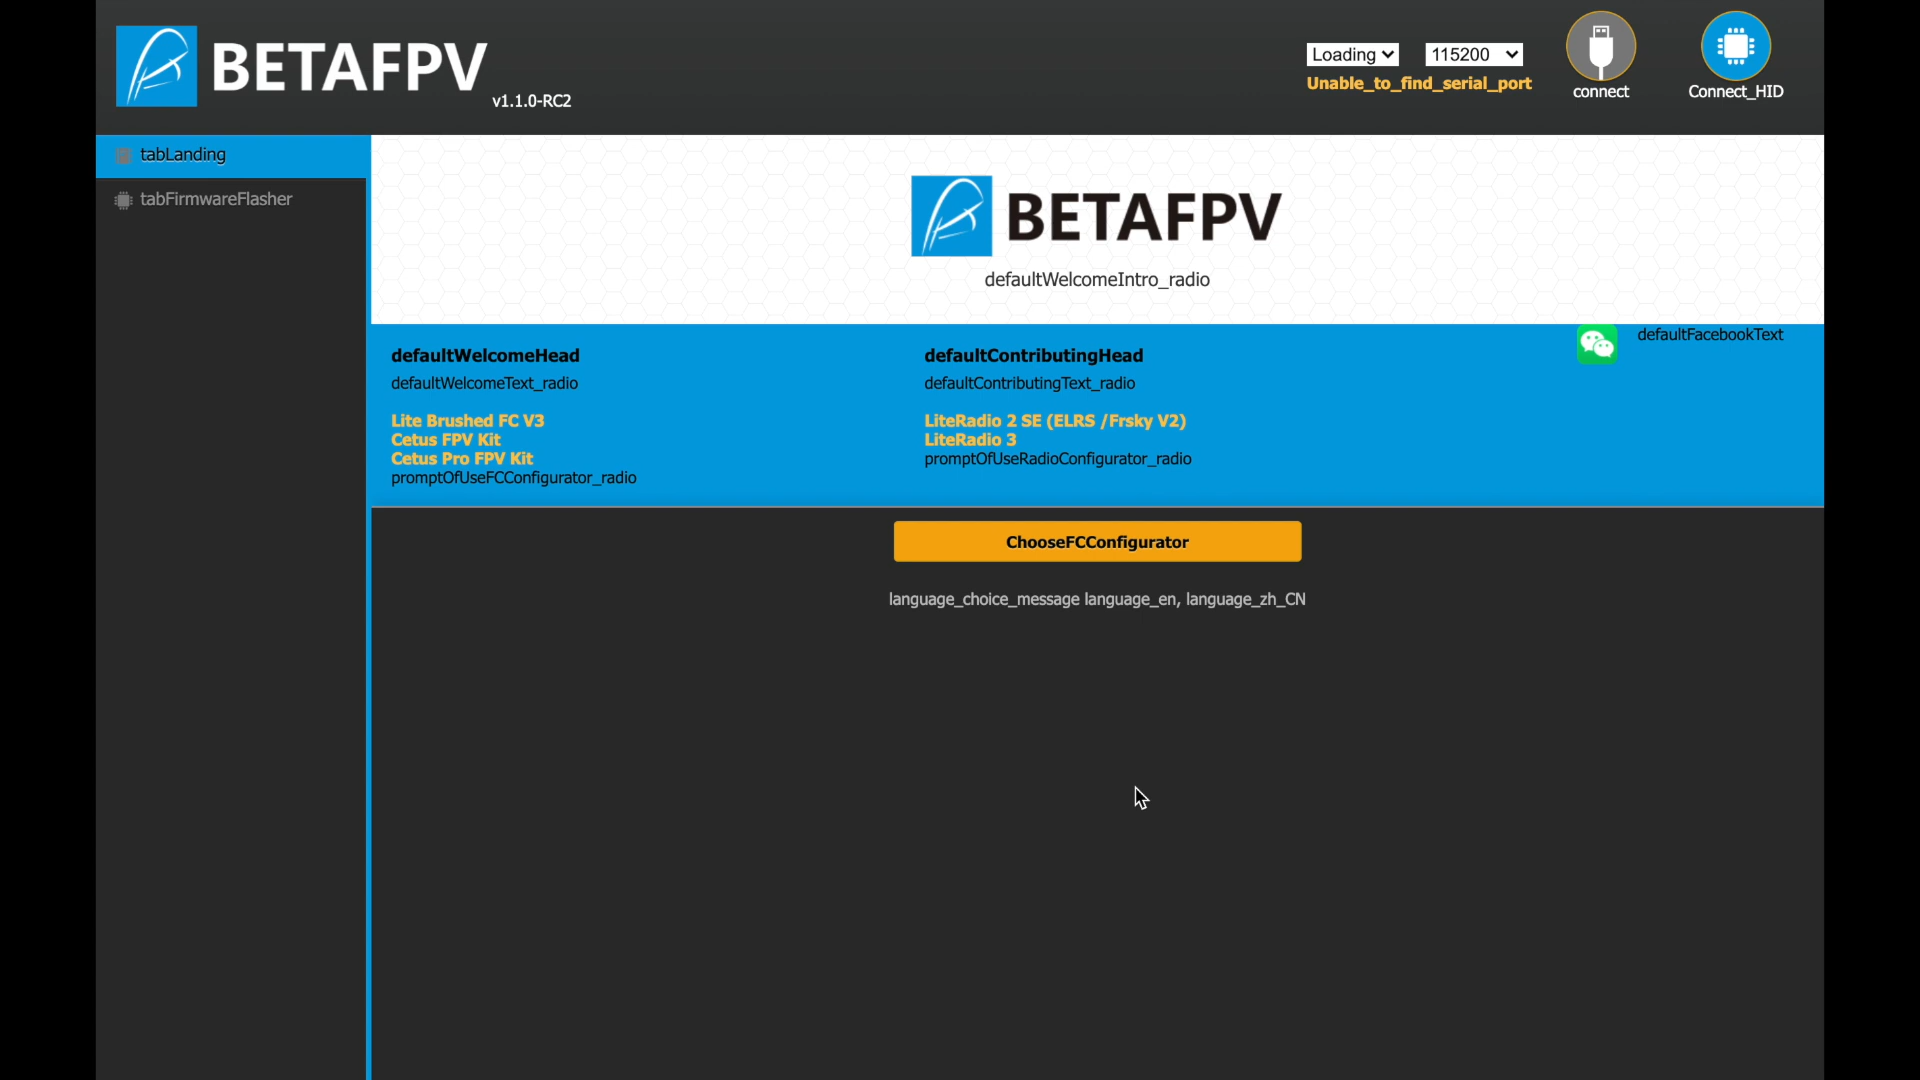 BETAFPV
v1.1.0-RC2
Loading
115200
Unable_to_find_serial_port
connect
Connect_HID
tabLanding
tabFirmwareFlasher
BETAFPV
defaultWelcomeIntro_radio
defaultWelcomeHead
defaultWelcomeText_radio
Lite Brushed FC V3
Cetus FPV Kit
Cetus Pro FPV Kit
promptOfUseFCConfigurator_radio
defaultContributingHead
defaultContributingText_radio
LiteRadio 2 SE (ELRS /Frsky V2)
LiteRadio 3
promptOfUseRadioConfigurator_radio
defaultFacebookText
ChooseFCConfigurator
language_choice_message language_en, language_zh_CN